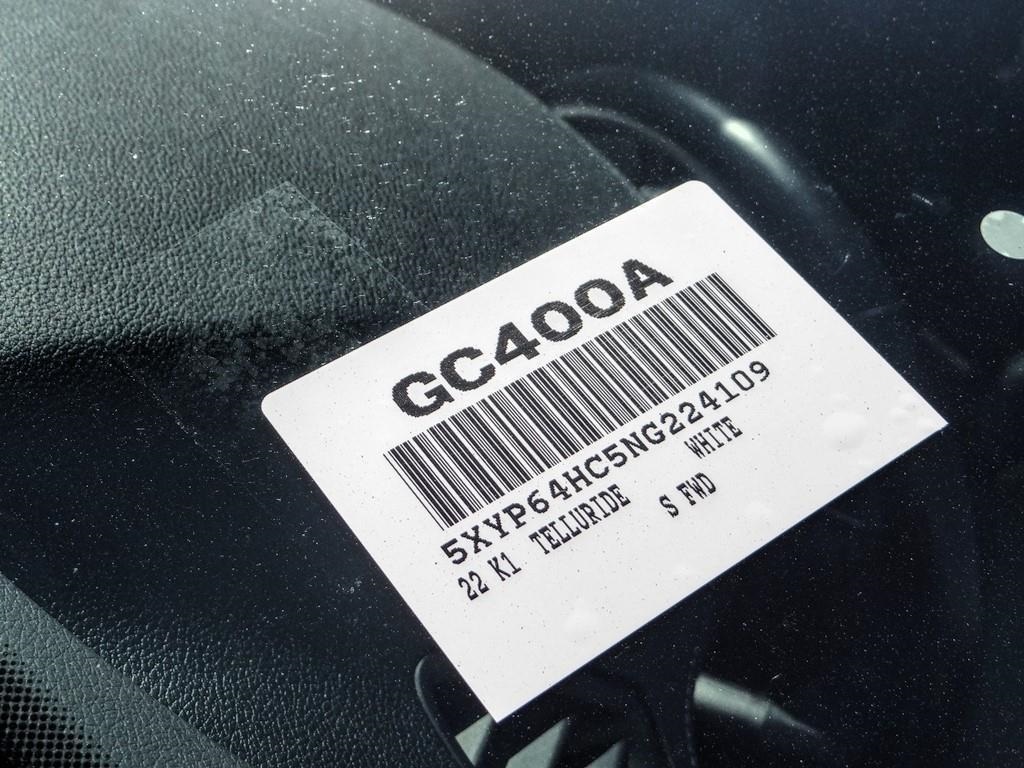 GC400A
5XYP64HC5NG224109
22 K1 TELLURIDE WHITE
S FWD